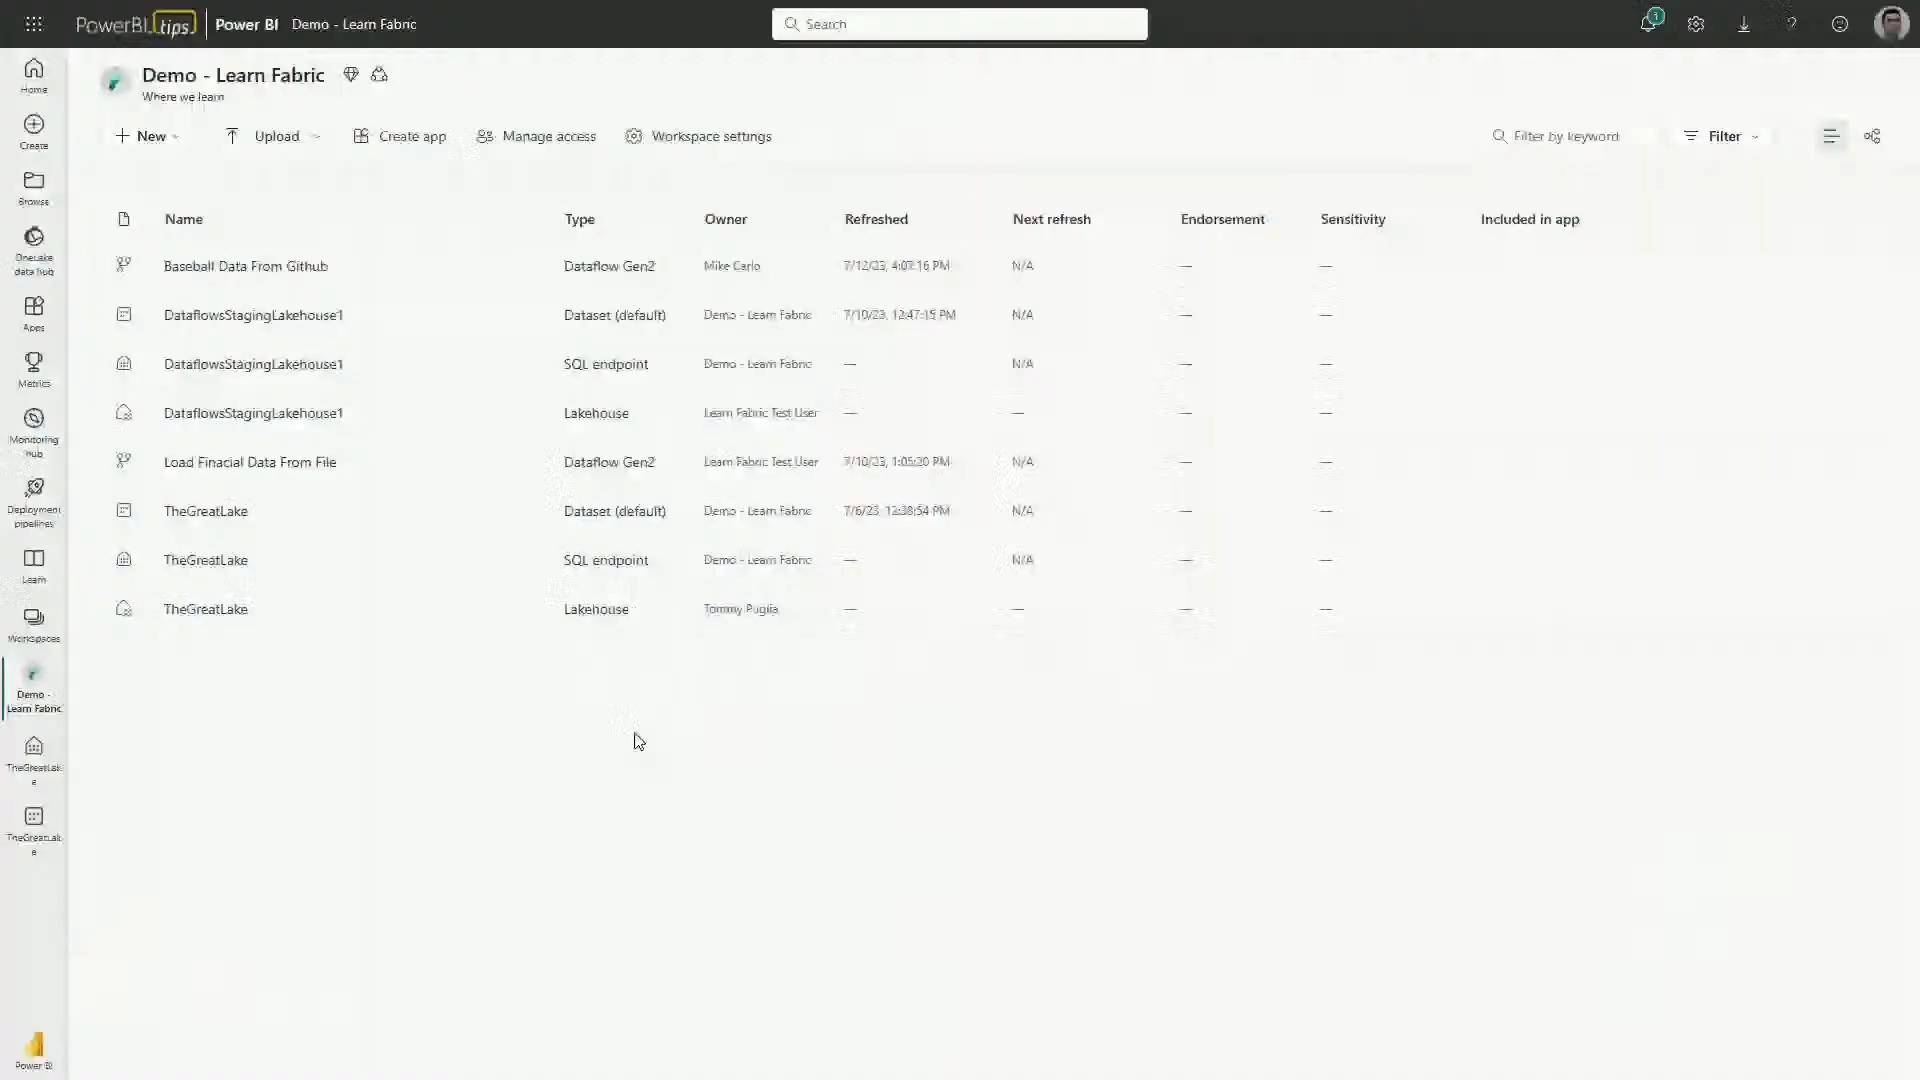 PowerBI.tips Power BI Demo - Learn Fabric Search 1 ?
Home
Create
Browse
OneLake
data hub
Apps
Metrics
Monitoring
hub
Deployment
pipelines
Learn
Workspaces
Demo -
Learn Fabric
TheGreatLak
e
TheGreatLak
e
Power BI
Demo - Learn Fabric
Where we learn
New Upload Create app Manage access Workspace settings Filter by keyword Filter
Name Type Owner Refreshed Next refresh Endorsement Sensitivity Included in app
Baseball Data From Github Dataflow Gen2 Mike Carlo 7/12/23, 4:07:16 PM N/A — —
DataflowsStagingLakehouse1 Dataset (default) Demo - Learn Fabric 7/10/23, 12:47:15 PM N/A — —
DataflowsStagingLakehouse1 SQL endpoint Demo - Learn Fabric — N/A — —
DataflowsStagingLakehouse1 Lakehouse Learn Fabric Test User — — — —
Load Finacial Data From File Dataflow Gen2 Learn Fabric Test User 7/10/23, 1:05:20 PM N/A — —
TheGreatLake Dataset (default) Demo - Learn Fabric 7/6/23, 12:38:54 PM N/A — —
TheGreatLake SQL endpoint Demo - Learn Fabric — N/A — —
TheGreatLake Lakehouse Tommy Puglia — — — —